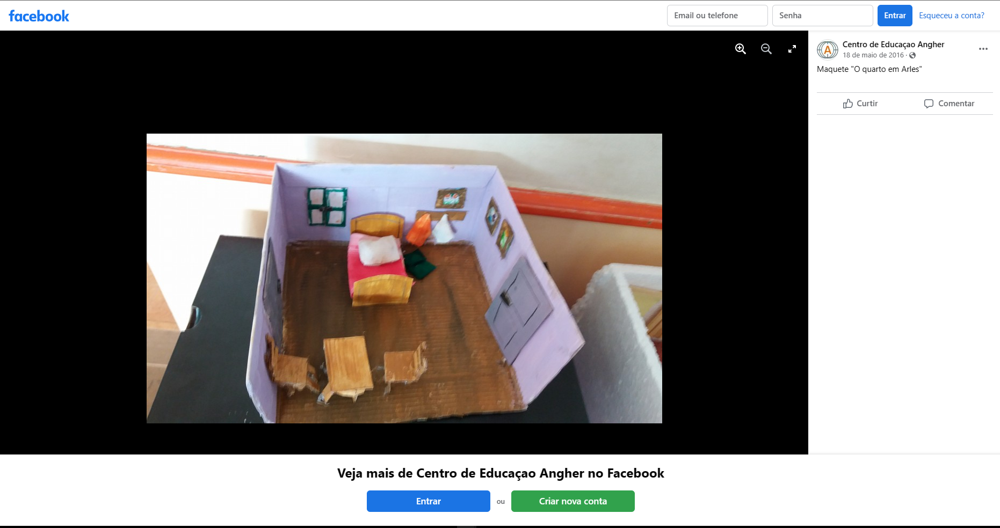 facebook
Email ou telefone
Senha
Entrar
Esqueceu a conta?
A
Centro de Educaçao Angher
18 de maio de 2016 ·
Maquete "O quarto em Arles"
Curtir
Comentar
Veja mais de Centro de Educaçao Angher no Facebook
Entrar
ou
Criar nova conta